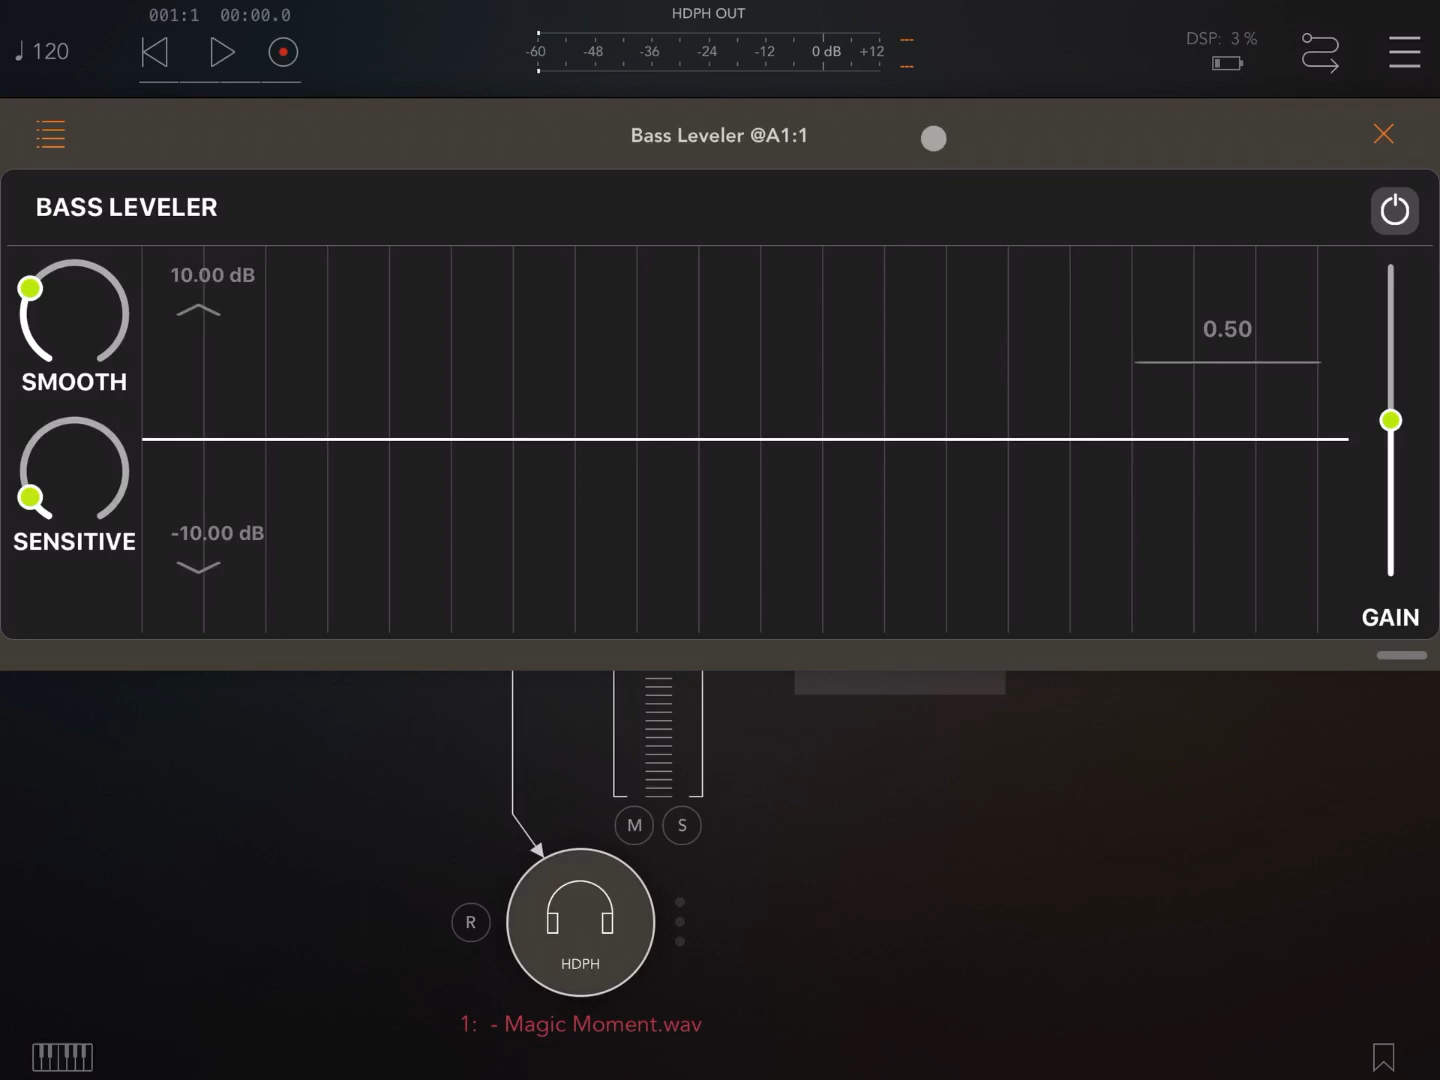 001:1 00:00.0
♩ 120
HDPH OUT
-60 -48 -36 -24 -12 0 dB +12
---
---
DSP: 3 %
Bass Leveler @A1:1
BASS LEVELER
SMOOTH
SENSITIVE
10.00 dB
-10.00 dB
0.50
GAIN
M S
R
HDPH
1: - Magic Moment.wav